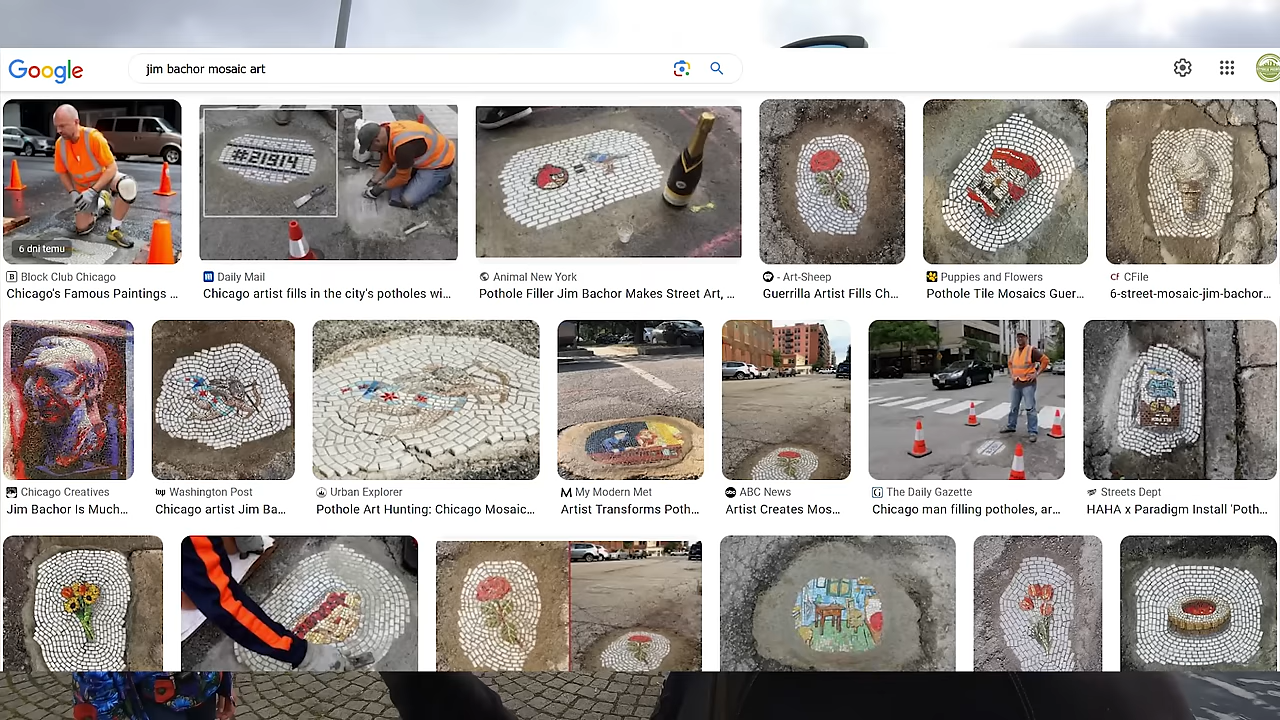 Google
jim bachor mosaic art
#21914
6 dni temu
Block Club Chicago
Chicago's Famous Paintings ...
Daily Mail
Chicago artist fills in the city's potholes wi...
Animal New York
Pothole Filler Jim Bachor Makes Street Art, ...
- Art-Sheep
Guerrilla Artist Fills Ch...
Puppies and Flowers
Pothole Tile Mosaics Guer...
Cf CFile
6-street-mosaic-jim-bachor...
Chicago Creatives
Jim Bachor Is Much...
wp Washington Post
Chicago artist Jim Ba...
Urban Explorer
Pothole Art Hunting: Chicago Mosaic...
M My Modern Met
Artist Transforms Poth...
abc ABC News
Artist Creates Mos...
G The Daily Gazette
Chicago man filling potholes, ar...
Streets Dept
HAHA x Paradigm Install 'Poth...